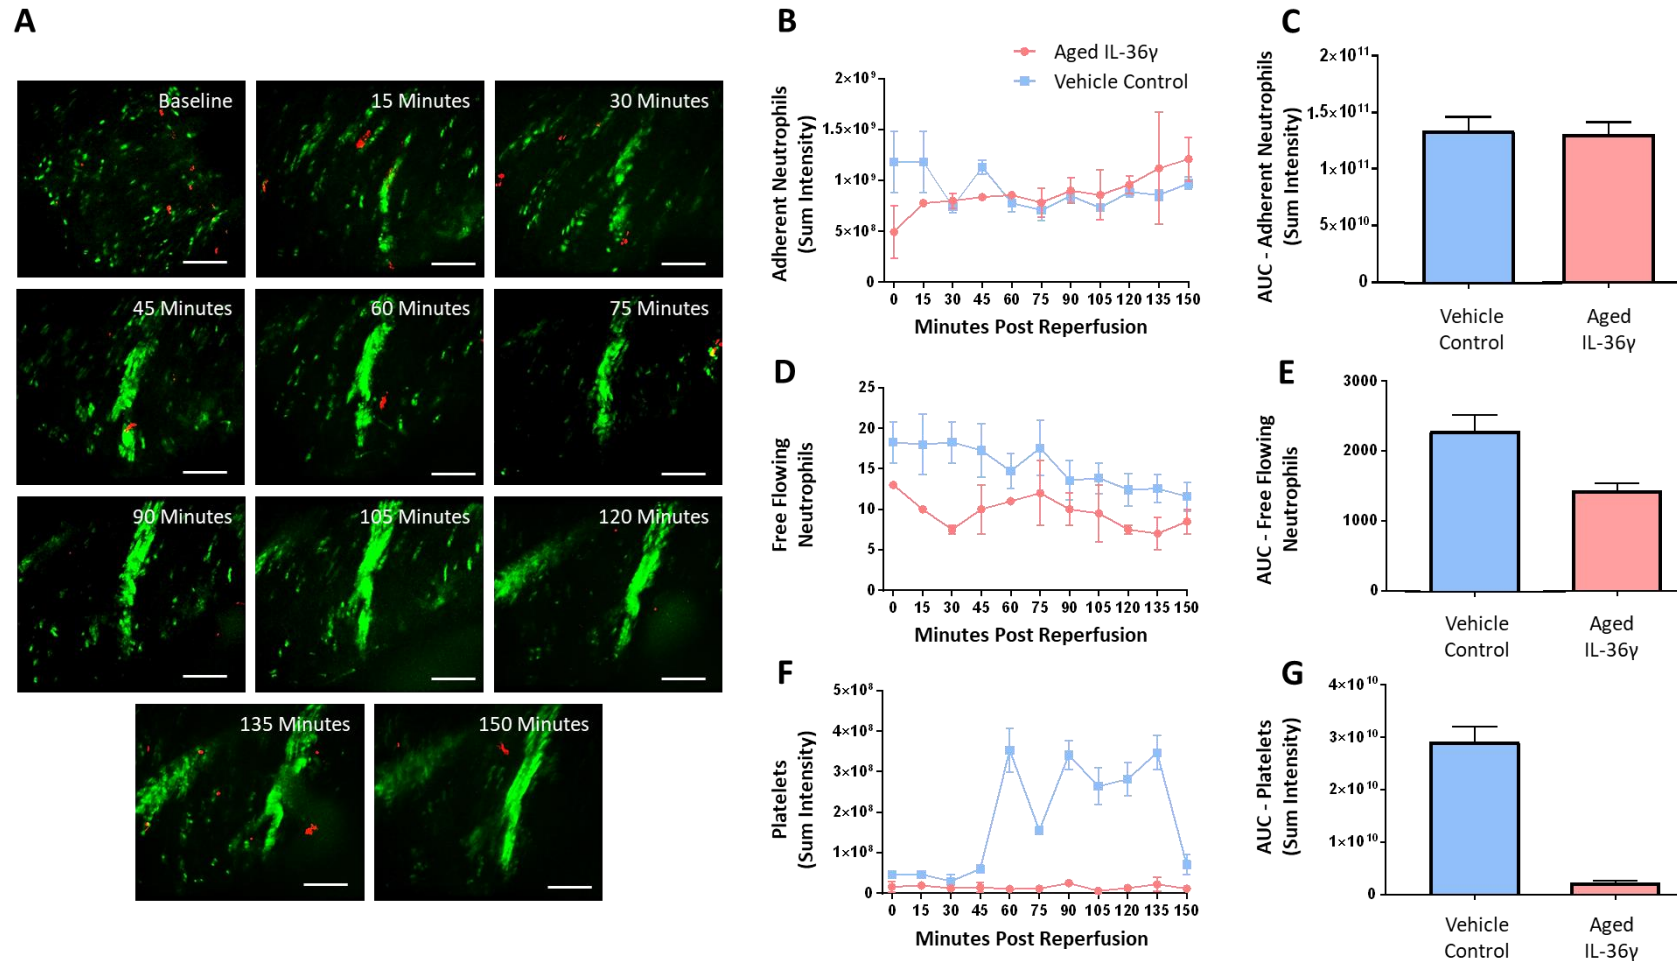 A
Baseline
15 Minutes
30 Minutes
45 Minutes
60 Minutes
75 Minutes
90 Minutes
105 Minutes
120 Minutes
135 Minutes
150 Minutes
B
Aged IL-36γ
Vehicle Control
Adherent Neutrophils
(Sum Intensity)
2×10⁹
1.5×10⁹
1×10⁹
5×10⁸
0
0 15 30 45 60 75 90 105 120 135 150
Minutes Post Reperfusion
C
AUC - Adherent Neutrophils
(Sum Intensity)
2×10¹¹
1.5×10¹¹
1×10¹¹
5×10¹⁰
0
Vehicle
Control
Aged
IL-36γ
D
Free Flowing
Neutrophils
25
20
15
10
5
0
0 15 30 45 60 75 90 105 120 135 150
Minutes Post Reperfusion
E
AUC - Free Flowing
Neutrophils
3000
2000
1000
0
Vehicle
Control
Aged
IL-36γ
F
Platelets
(Sum Intensity)
5×10⁸
4×10⁸
3×10⁸
2×10⁸
1×10⁸
0
0 15 30 45 60 75 90 105 120 135 150
Minutes Post Reperfusion
G
AUC - Platelets
(Sum Intensity)
4×10¹⁰
3×10¹⁰
2×10¹⁰
1×10¹⁰
0
Vehicle
Control
Aged
IL-36γ